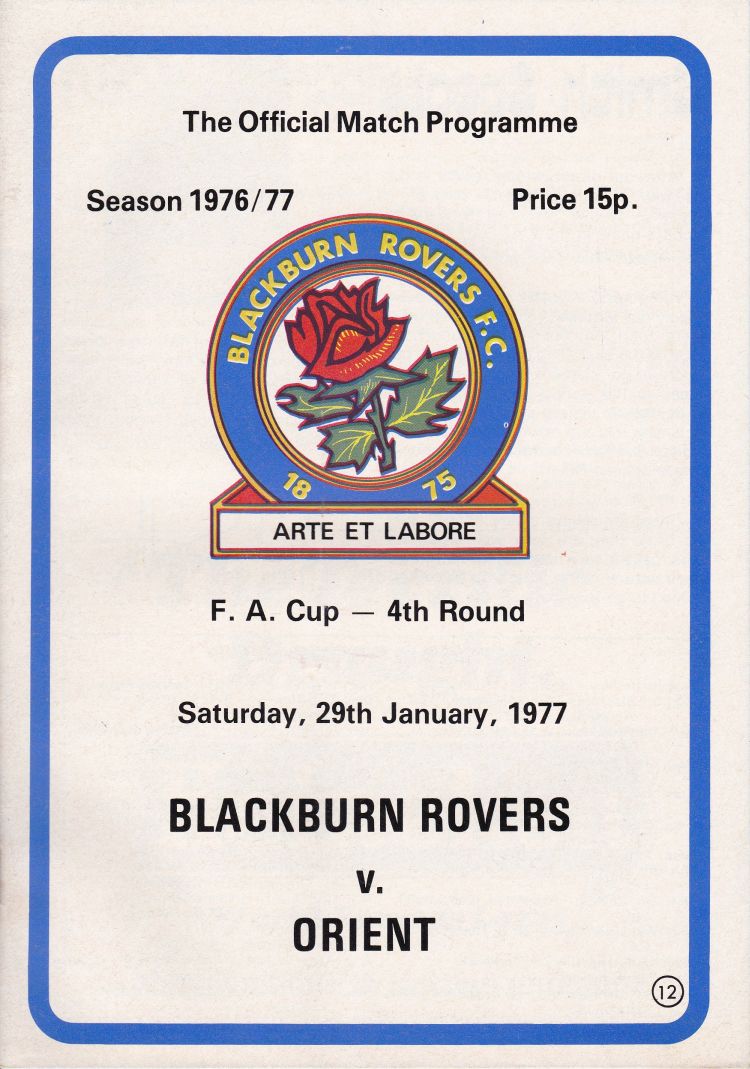 The Official Match Programme
Season 1976/77
Price 15p.
BLACKBURN ROVERS F.C.
18 75
ARTE ET LABORE
F. A. Cup — 4th Round
Saturday, 29th January, 1977
BLACKBURN ROVERS
v.
ORIENT
12